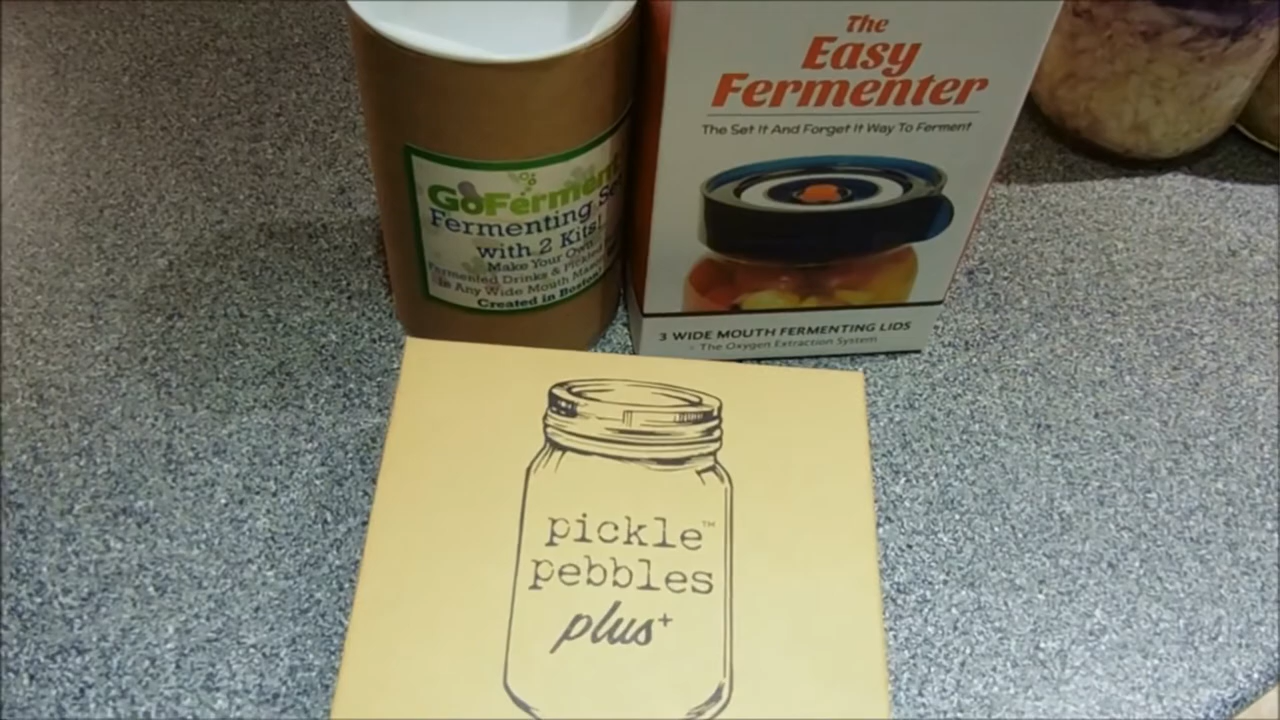 GoFerment
Fermenting Set
with 2 Kits!
Make Your Own
Fermented Drinks & Pickles
in Any Wide Mouth Mason
Created in Boston
The
Easy
Fermenter
The Set It And Forget It Way To Ferment
3 WIDE MOUTH FERMENTING LIDS
- The Oxygen Extraction System
pickle™
pebbles
plus+